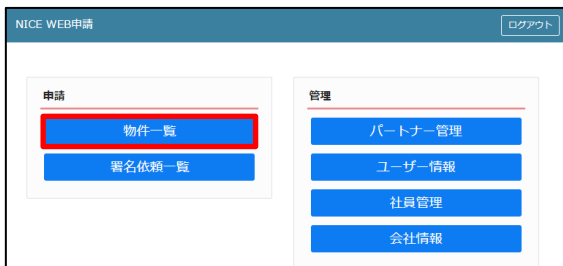 NICE WEB申請
ログアウト
申請
物件一覧
署名依頼一覧
管理
パートナー管理
ユーザー情報
社員管理
会社情報